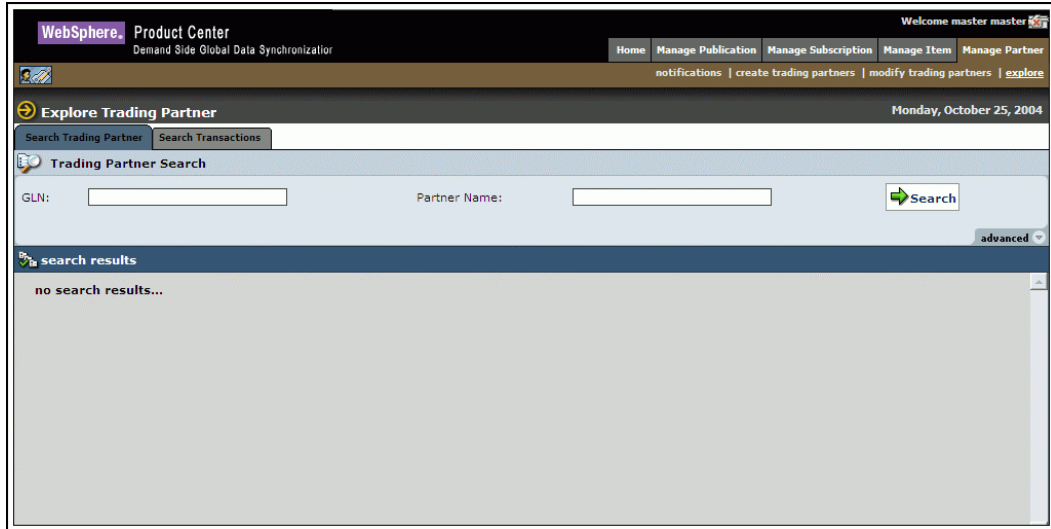 Welcome master master
WebSphere. Product Center
Demand Side Global Data Synchronization
Home Manage Publication Manage Subscription Manage Item Manage Partner
notifications | create trading partners | modify trading partners | explore
Explore Trading Partner Monday, October 25, 2004
Search Trading Partner Search Transactions
Trading Partner Search
GLN: Partner Name: Search
advanced
search results
no search results...